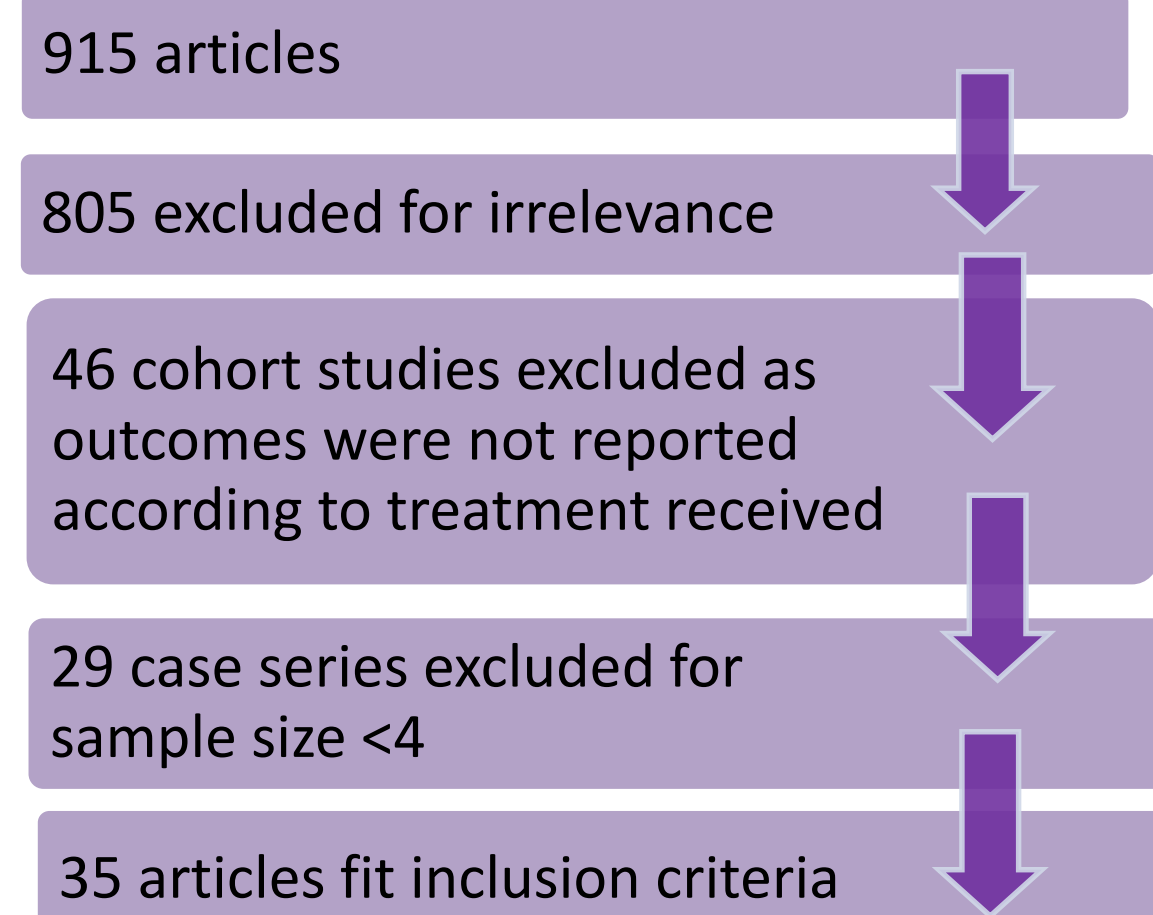 915 articles
805 excluded for irrelevance
46 cohort studies excluded as
outcomes were not reported
according to treatment received
29 case series excluded for
sample size <4
35 articles fit inclusion criteria